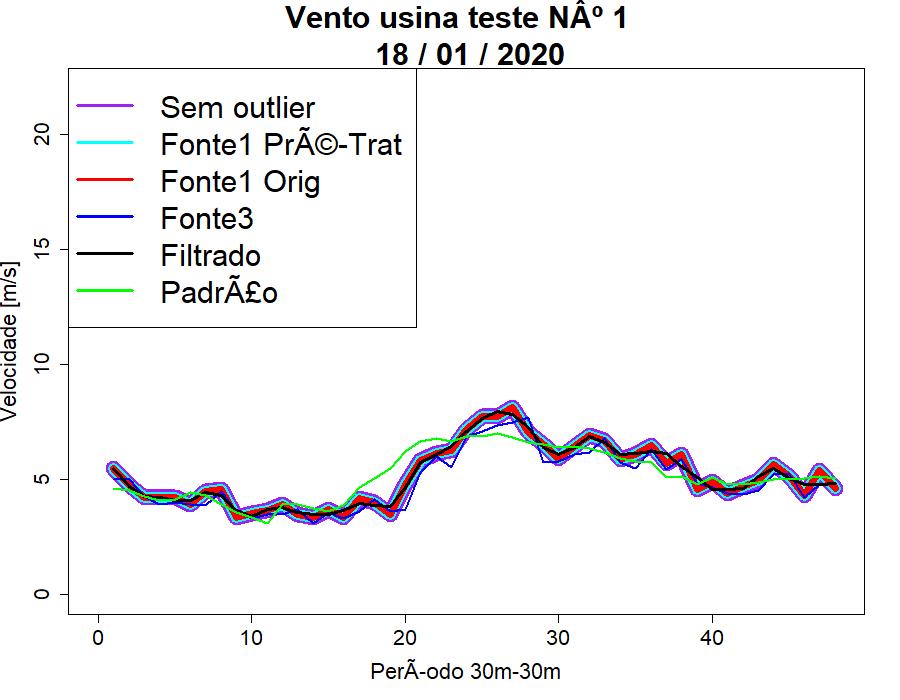 Vento usina teste NÂº 1
18 / 01 / 2020
Sem outlier
Fonte1 PrÃ©-Trat
Fonte1 Orig
Fonte3
Filtrado
PadrÃ£o
Velocidade [m/s]
20
15
10
5
0
0 10 20 30 40
PerÃ-odo 30m-30m